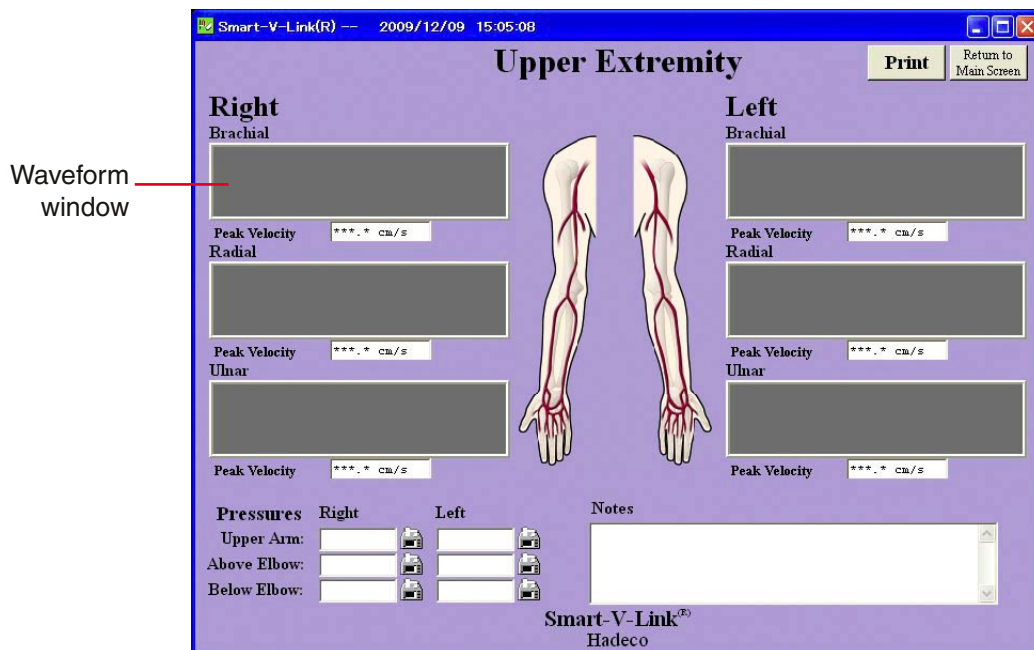 Smart-V-Link(R) -- 2009/12/09 15:05:08
Upper Extremity
Print
Return to
Main Screen
Right
Brachial
Waveform
window
Peak Velocity ***.* cm/s
Radial
Peak Velocity ***.* cm/s
Ulnar
Peak Velocity ***.* cm/s
Left
Brachial
Peak Velocity ***.* cm/s
Radial
Peak Velocity ***.* cm/s
Ulnar
Peak Velocity ***.* cm/s
Pressures Right Left
Upper Arm:
Above Elbow:
Below Elbow:
Notes
Smart-V-Link(R)
Hadeco